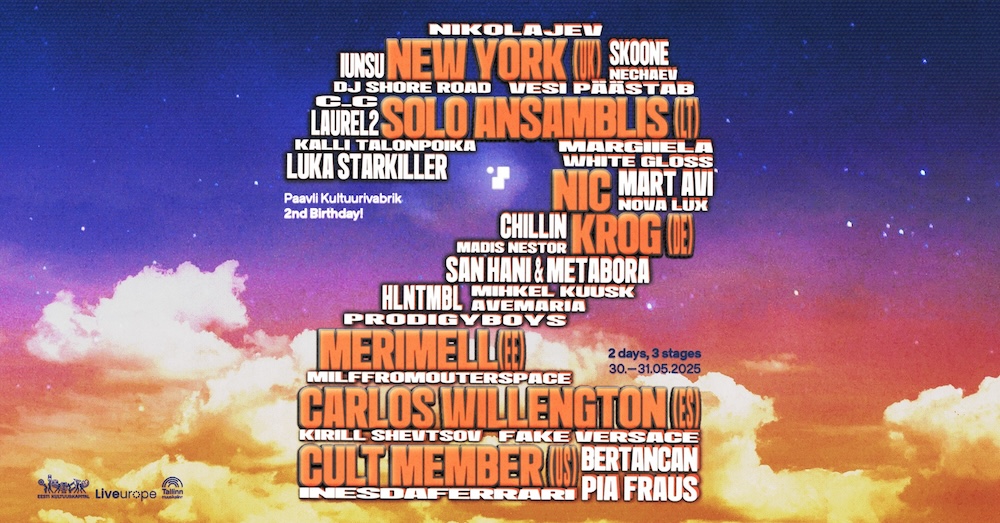 NIKOLAJEV
IUNSU NEW YORK (UK) SKOONE
NECHAEV
DJ SHORE ROAD VESI PÄÄSTAB
C_C
LAUREL2 SOLO ANSAMBLIS (LT)
KALLI TALONPOIKA MARGIIELA
LUKA STARKILLER WHITE GLOSS
NIC MART AVI
NOVA LUX
Paavli Kultuurivabrik
2nd Birthday!
CHILLIN KROG (DE)
MADIS NESTOR
SAN HANI & METABORA
HLNTMBL MIHKEL KUUSK
AVEMARIA
PRODIGYBOYS
MERIMELL (EE)
2 days, 3 stages
30.—31.05.2025
MILFFROMOUTERSPACE
CARLOS WILLENGTON (ES)
KIRILL SHEVTSOV FAKE VERSACE
CULT MEMBER (US) BERTANCAN
INESDAFERRARI PIA FRAUS
EESTI KULTUURKAPITAL
Liveurope
Tallinn